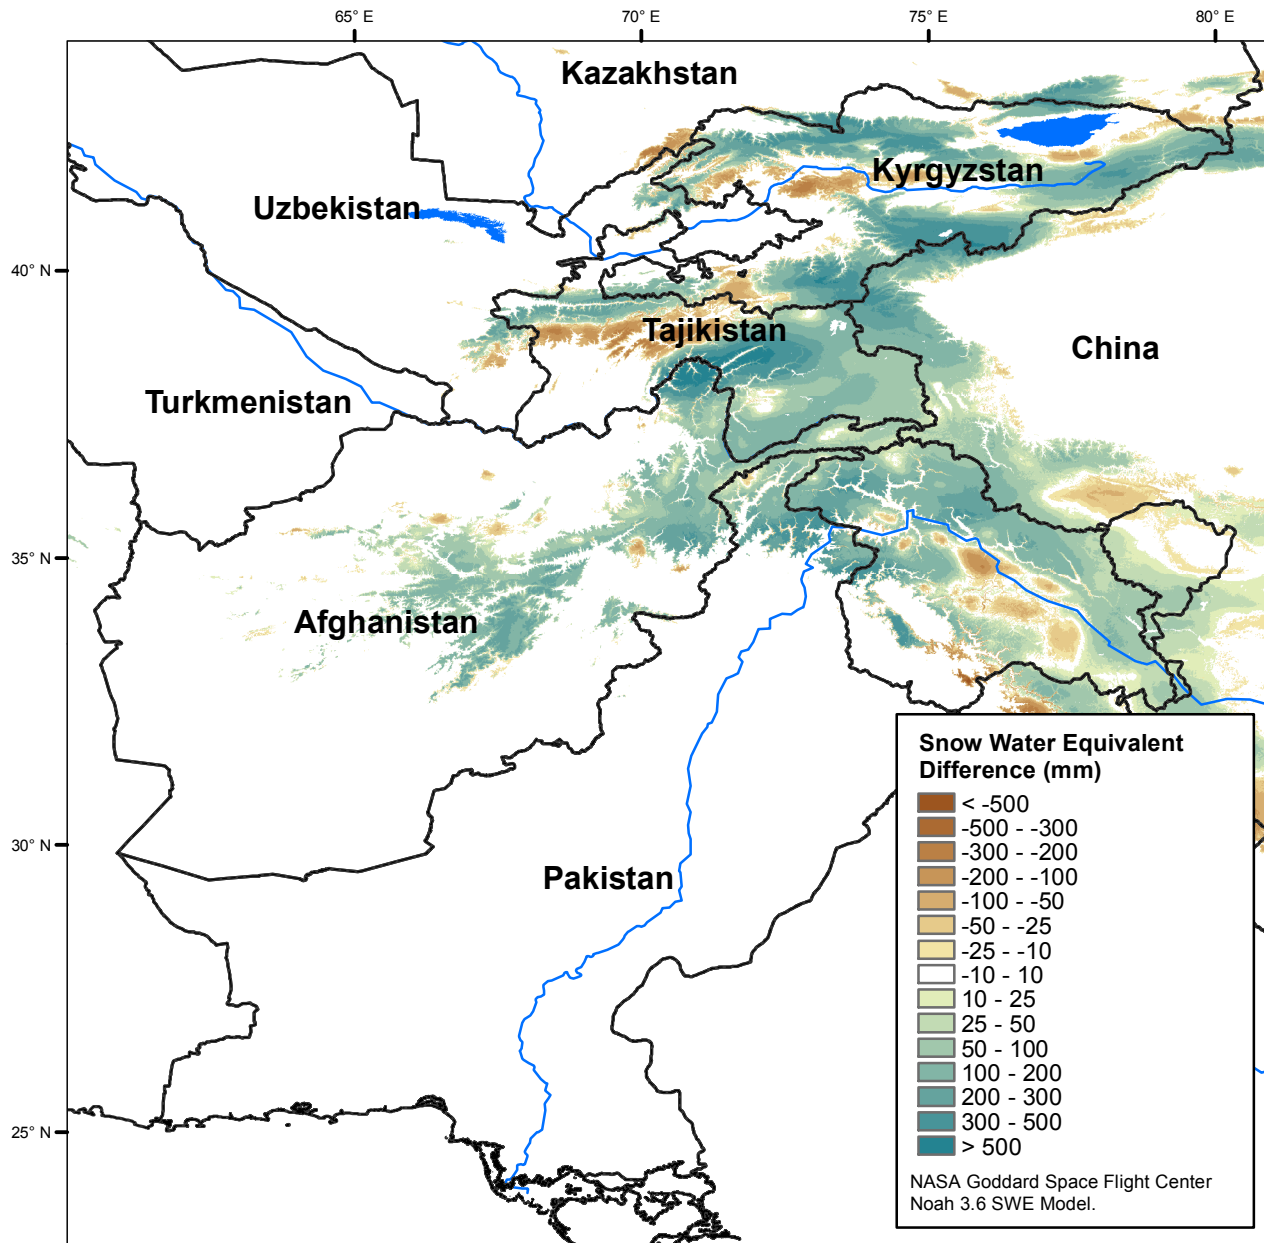 65° E
70° E
75° E
80° E
Kazakhstan
Kyrgyzstan
Uzbekistan
40° N
Tajikistan
China
Turkmenistan
35° N
Afghanistan
Snow Water Equivalent
Difference (mm)
< -500
-500 - -300
-300 - -200
-200 - -100
-100 - -50
-50 - -25
-25 - -10
-10 - 10
10 - 25
25 - 50
50 - 100
100 - 200
200 - 300
300 - 500
> 500
30° N
Pakistan
25° N
NASA Goddard Space Flight Center
Noah 3.6 SWE Model.